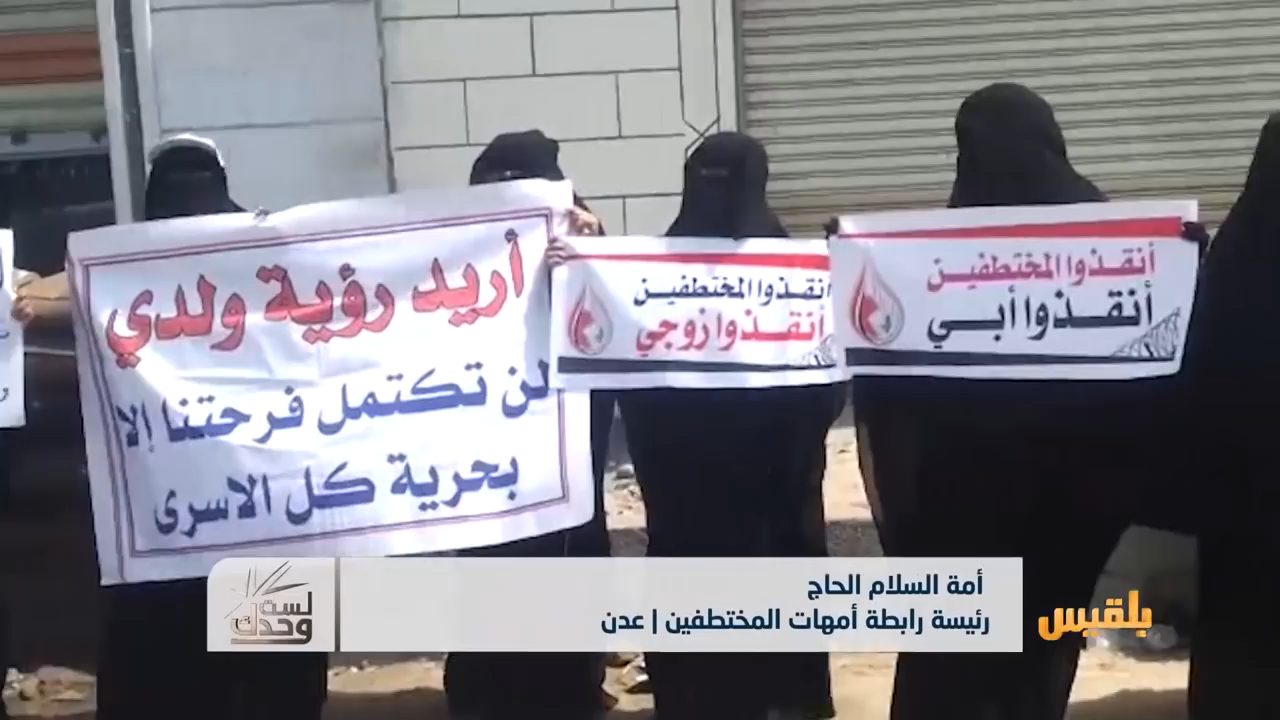 أريد رؤية ولدي
لن تكتمل فرحتنا إلا
بحرية كل الاسرى
أنقذوا المختطفين
أنقذوا زوجي
أنقذوا المختطفين
أنقذوا أبي
أمة السلام الحاج
رئيسة رابطة أمهات المختطفين | عدن
لسة
وحدك
بلقيس